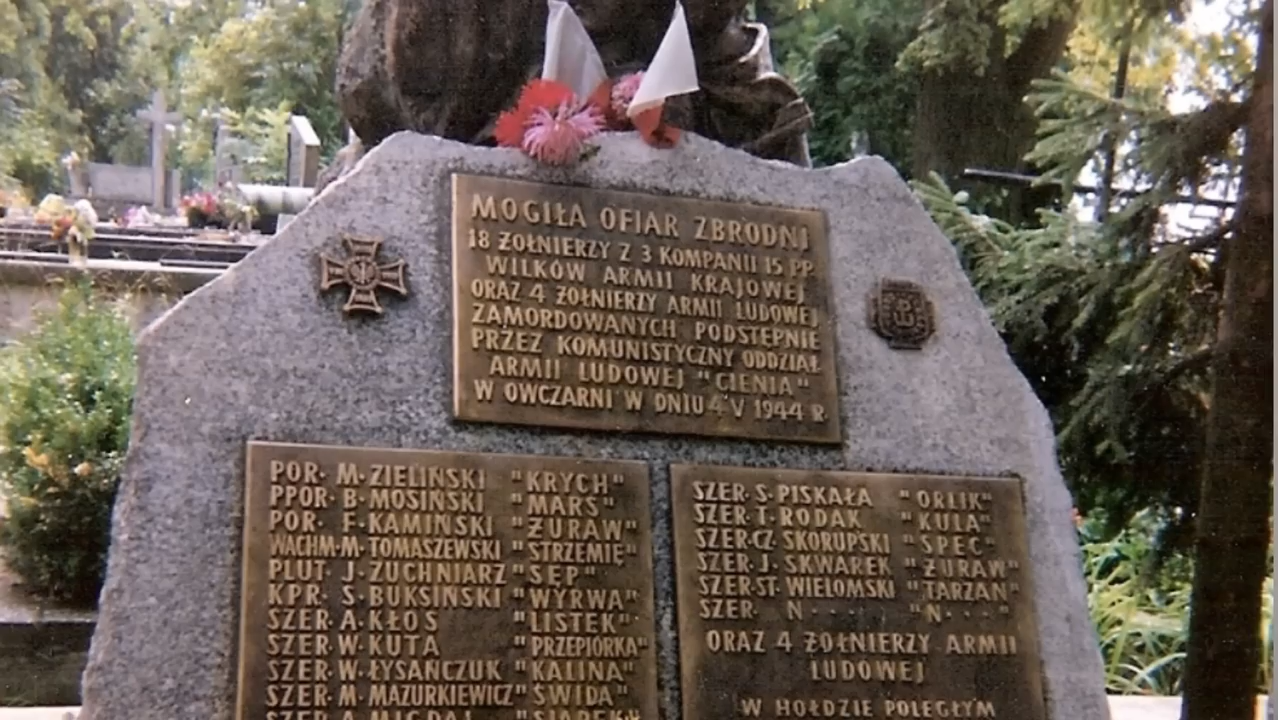 MOGIŁA OFIAR ZBRODNI
18 ŻOŁNIERZY Z 3 KOMPANII 15 PP.
WILKÓW ARMII KRAJOWEJ
ORAZ 4 ŻOŁNIERZY ARMII LUDOWEJ
ZAMORDOWANYCH PODSTĘPNIE
PRZEZ KOMUNISTYCZNY ODDZIAŁ
ARMII LUDOWEJ "CIENIA"
W OWCZARNI W DNIU 4 V 1944 R.
POR. M. ZIELIŃSKI "KRYCH"
PPOR. B. MOSIŃSKI "MARS"
POR. F. KAMIŃSKI "ŻURAW"
WACHM. M. TOMASZEWSKI "STRZEMIĘ"
PLUT. J. ZUCHNIARZ "SĘP"
KPR. S. BUKSIŃSKI "WYRWA"
SZER. A. KŁOS "LISTEK"
SZER. W. KUTA "PRZEPIÓRKA"
SZER. W. ŁYSAŃCZUK "KALINA"
SZER. M. MAZURKIEWICZ "ŚWIDA"
SZER. A. MIGDAL
SZER. S. PISKAŁA "ORLIK"
SZER. T. RODAK "KULA"
SZER. CZ. SKORUPSKI "SPEC"
SZER. J. SKWAREK "ŻURAW"
SZER. ST. WIELOMSKI "TARZAN"
SZER. N.... "N...."
ORAZ 4 ŻOŁNIERZY ARMII
LUDOWEJ
W HOŁDZIE POLEGŁYM